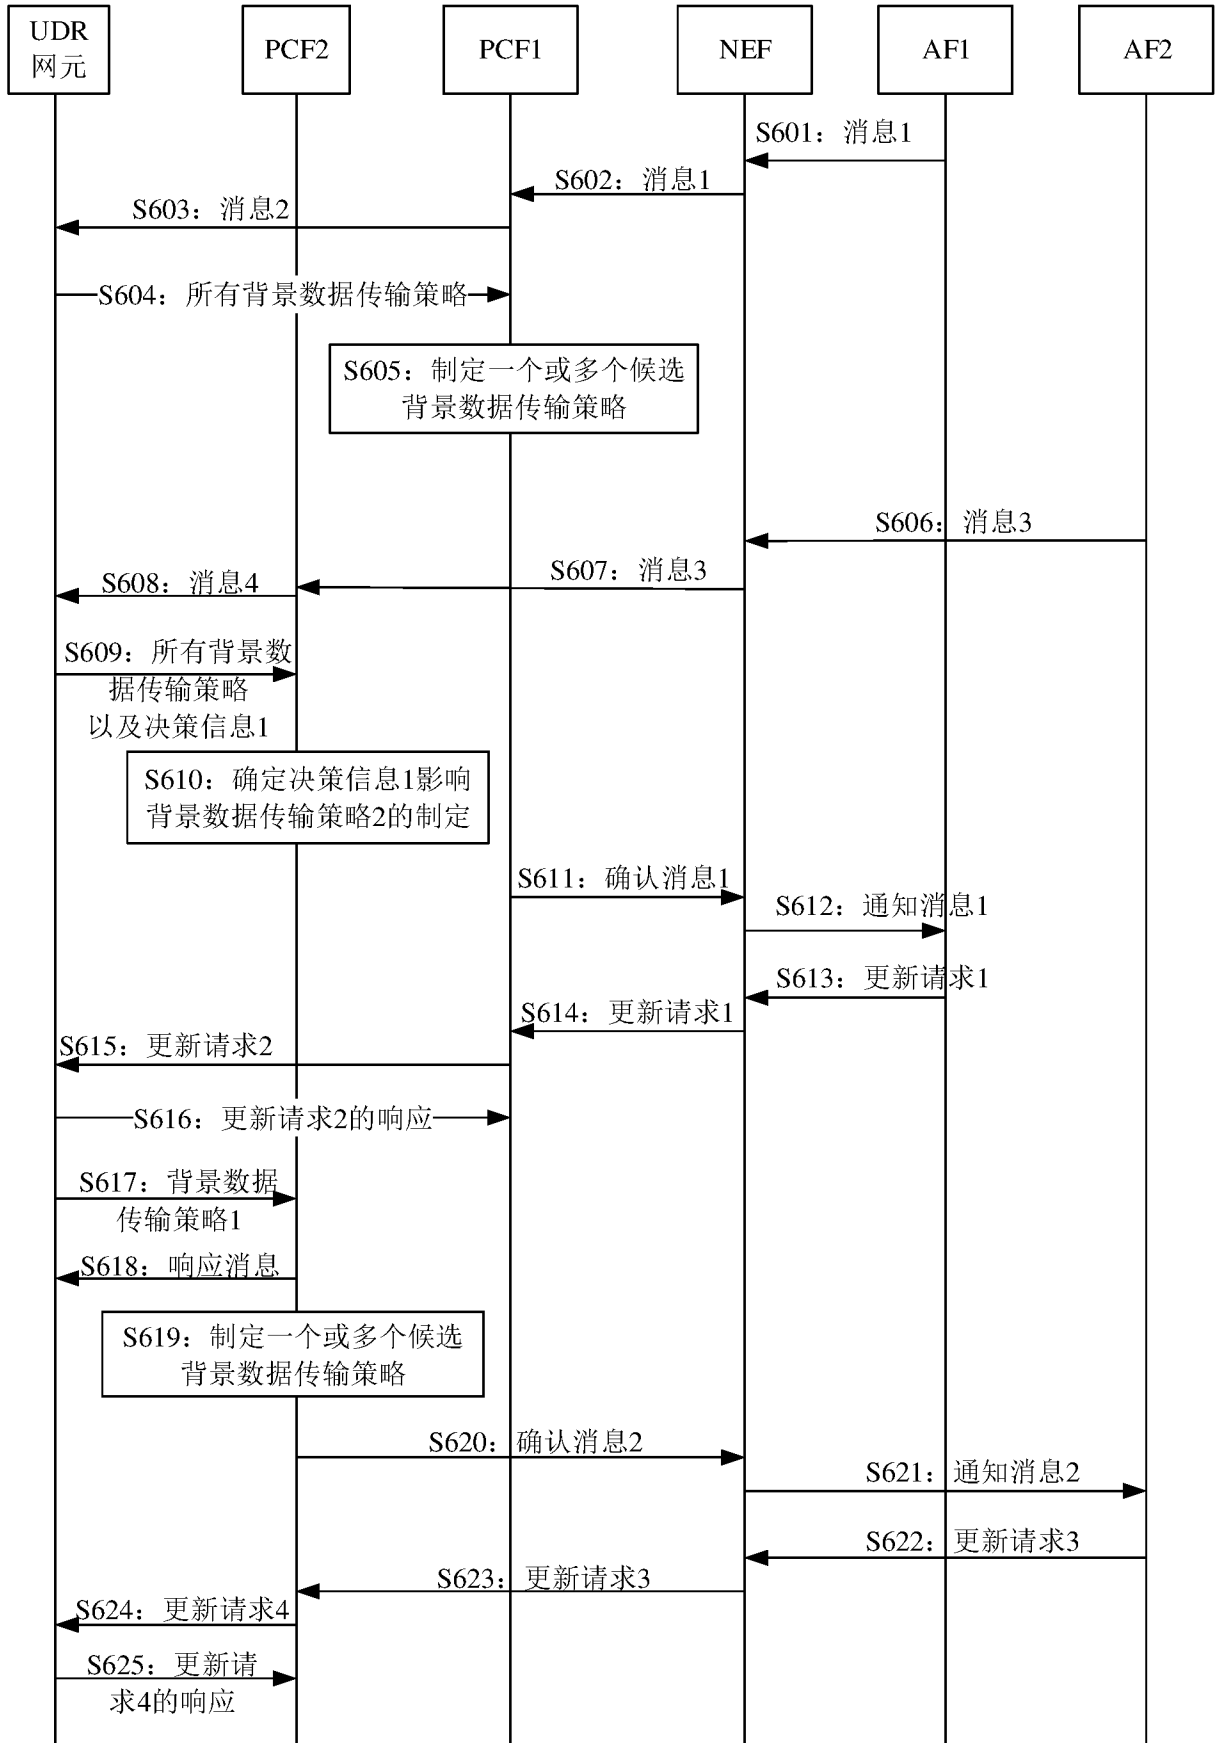 UDR
网元
PCF2
PCF1
NEF
AF1
AF2
S601：消息1
S602：消息1
S603：消息2
S604：所有背景数据传输策略
S605：制定一个或多个候选
背景数据传输策略
S606：消息3
S607：消息3
S608：消息4
S609：所有背景数
据传输策略
以及决策信息1
S610：确定决策信息1影响
背景数据传输策略2的制定
S611：确认消息1
S612：通知消息1
S613：更新请求1
S614：更新请求1
S615：更新请求2
S616：更新请求2的响应
S617：背景数据
传输策略1
S618：响应消息
S619：制定一个或多个候选
背景数据传输策略
S620：确认消息2
S621：通知消息2
S622：更新请求3
S623：更新请求3
S624：更新请求4
S625：更新请
求4的响应